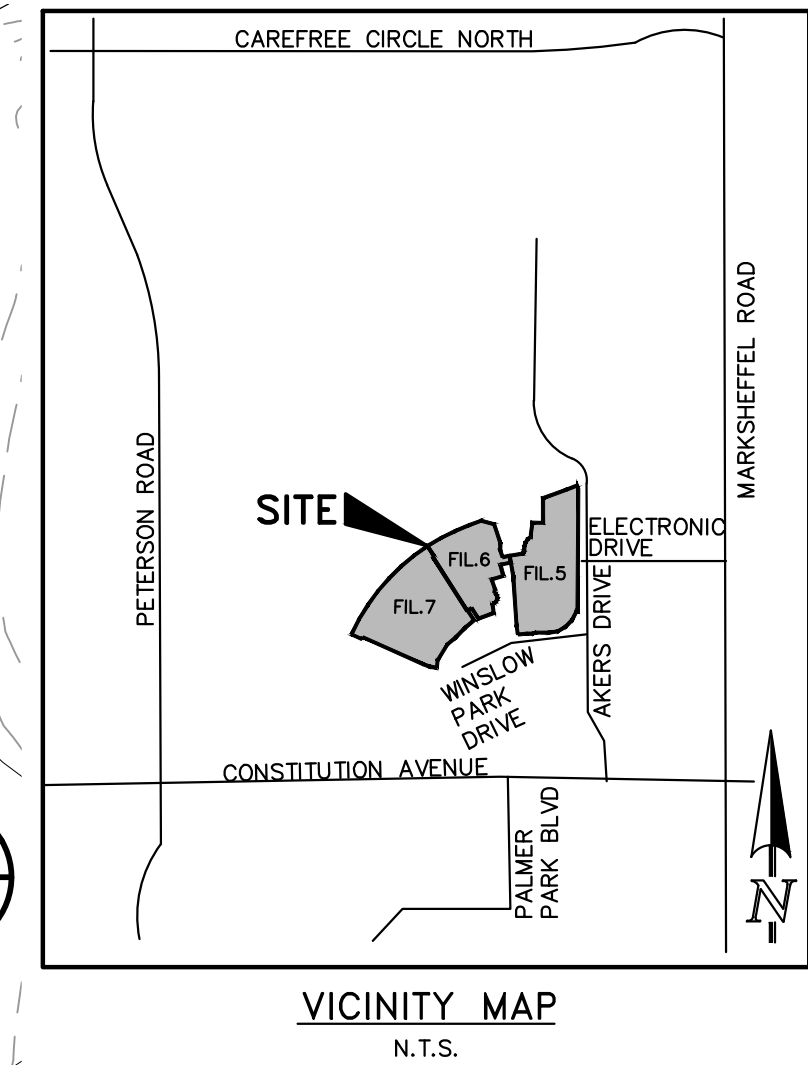 CAREFREE CIRCLE NORTH
MARKSHEFFEL ROAD
PETERSON ROAD
SITE
ELECTRONIC
DRIVE
FIL.6
FIL.5
FIL.7
AKERS DRIVE
WINSLOW
PARK
DRIVE
CONSTITUTION AVENUE
PALMER
PARK BLVD
N
VICINITY MAP
N.T.S.